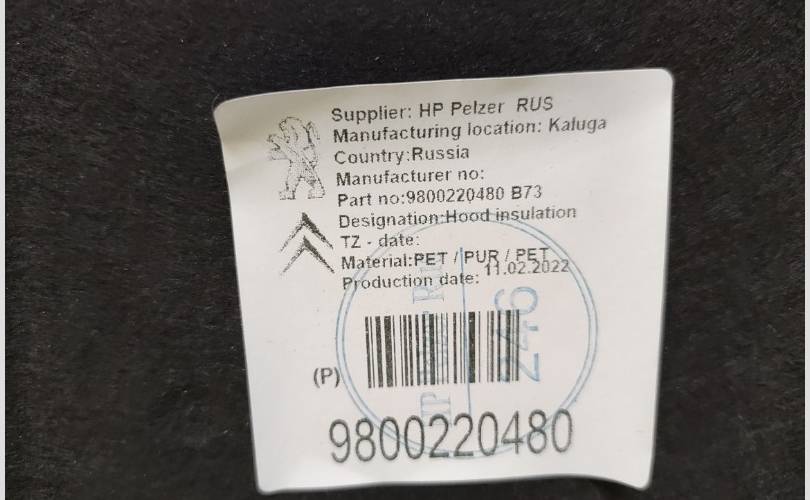 Supplier: HP Pelzer RUS
Manufacturing location: Kaluga
Country:Russia
Manufacturer no:
Part no:9800220480 B73
Designation:Hood insulation
TZ - date:
Material:PET / PUR / PET
Production date: 11.02.2022
246
(P)
9800220480